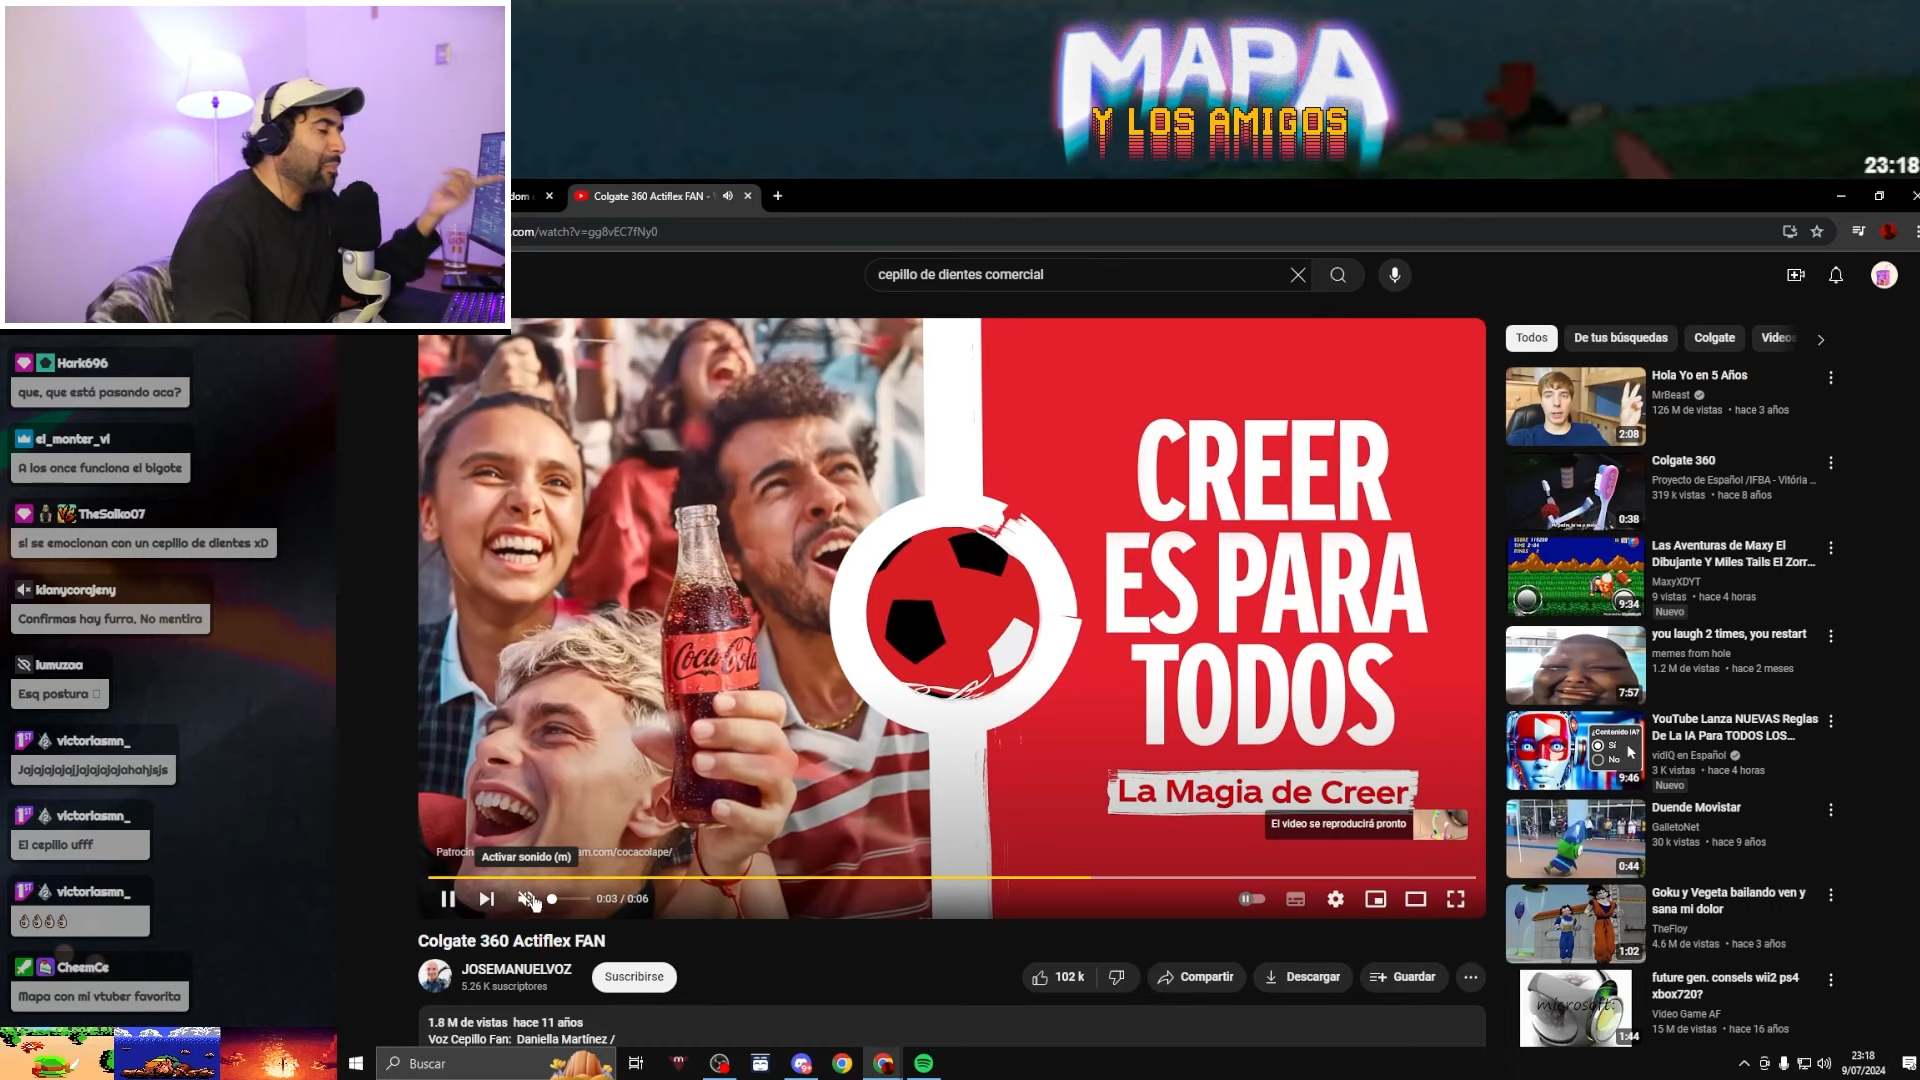 MAPA
Y LOS AMIGOS
23:18
dom
Colgate 360 Actiflex FAN -
.com/watch?v=gg8vEC7fNy0
cepillo de dientes comercial
Hark696
que, que está pasando aca?
el_monter_vl
A los once funciona el bigote
TheSaiko07
si se emocionan con un cepillo de dientes xD
kianycorajeny
Confirmas hay furra. No mentira
lumuzaa
Esq postura
victoriasmn_
Jajajajajajjajajajajahahjsjs
victoriasmn_
El cepillo ufff
victoriasmn_
CheemCe
Mapa con mi vtuber favorita
Coca-Cola
CREER
ES PARA
TODOS
La Magia de Creer
El video se reproducirá pronto
Patrocin
am.com/cocacolape/
Activar sonido (m)
0:03 / 0:06
Colgate 360 Actiflex FAN
JOSEMANUELVOZ
5.26 K suscriptores
Suscribirse
102 k
Compartir
Descargar
Guardar
1.8 M de vistas hace 11 años
Voz Cepillo Fan: Daniella Martínez /
Todos
De tus búsquedas
Colgate
Videos
Hola Yo en 5 Años
MrBeast
126 M de vistas • hace 3 años
2:08
Colgate 360
Proyecto de Español /IFBA - Vitória ...
319 k vistas • hace 8 años
0:38
Las Aventuras de Maxy El
Dibujante Y Miles Tails El Zorr...
MaxyXDYT
9 vistas • hace 4 horas
Nuevo
9:34
you laugh 2 times, you restart
memes from hole
1.2 M de vistas • hace 2 meses
7:57
YouTube Lanza NUEVAS Reglas
De La IA Para TODOS LOS...
vidIQ en Español
3 K vistas • hace 4 horas
Nuevo
¿Contenido IA?
Sí
No
9:46
Duende Movistar
GalletoNet
30 k vistas • hace 9 años
0:44
Goku y Vegeta bailando ven y
sana mi dolor
TheFloy
4.6 M de vistas • hace 3 años
1:02
future gen. consels wii2 ps4
xbox720?
Video Game AF
15 M de vistas • hace 16 años
microsoft:
1:44
Buscar
23:18
9/07/2024